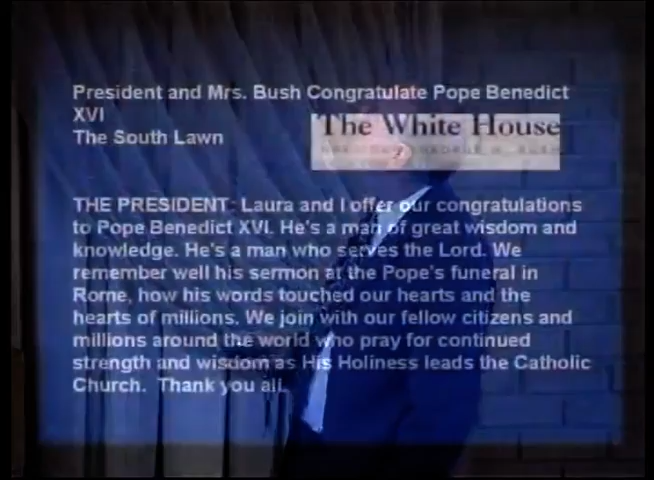 President and Mrs. Bush Congratulate Pope Benedict
XVI
The South Lawn
The White House
THE PRESIDENT: Laura and I offer our congratulations
to Pope Benedict XVI. He's a man of great wisdom and
knowledge. He's a man who serves the Lord. We
remember well his sermon at the Pope's funeral in
Rome, how his words touched our hearts and the
hearts of millions. We join with our fellow citizens and
millions around the world who pray for continued
strength and wisdom as His Holiness leads the Catholic
Church. Thank you all.